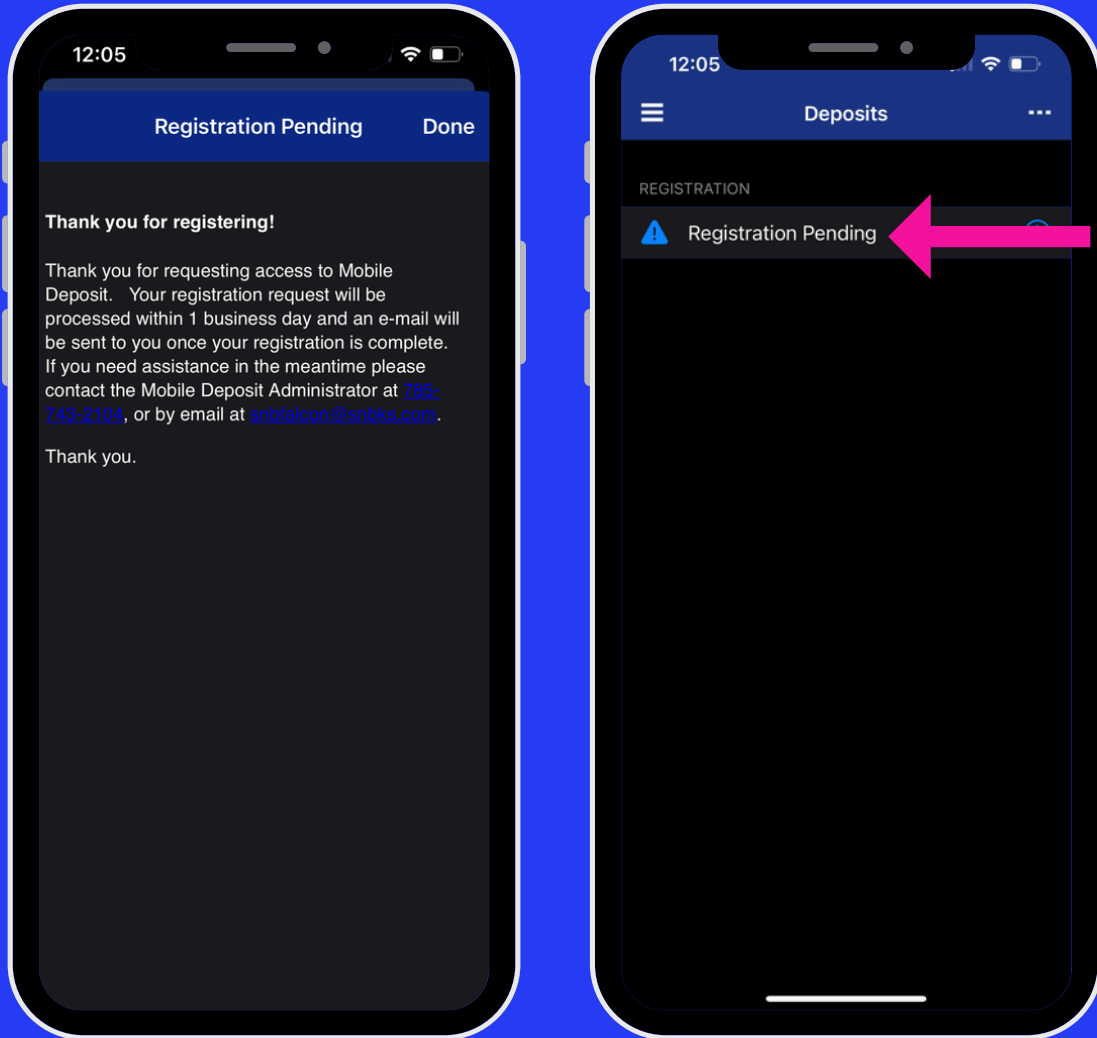 12:05
Registration Pending Done
Thank you for registering!
Thank you for requesting access to Mobile
Deposit.   Your registration request will be
processed within 1 business day and an e-mail will
be sent to you once your registration is complete.
If you need assistance in the meantime please
contact the Mobile Deposit Administrator at 785-
743-2104, or by email at snbfalcon@snbks.com.
Thank you.
12:05
Deposits
REGISTRATION
Registration Pending